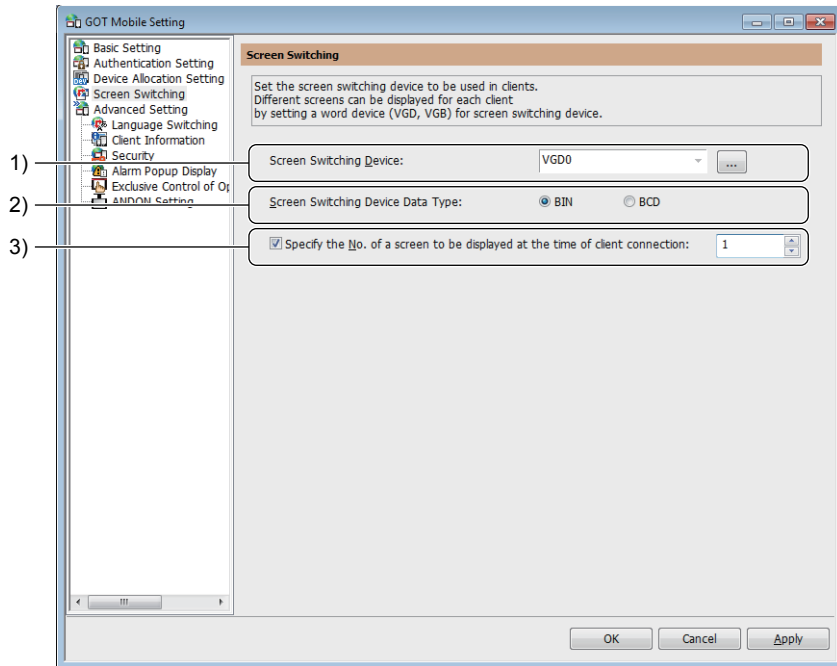 GOT Mobile Setting
Basic Setting
Authentication Setting
Device Allocation Setting
Screen Switching
Advanced Setting
Language Switching
Client Information
Security
Alarm Popup Display
Exclusive Control of Op
ANDON Setting
Screen Switching
Set the screen switching device to be used in clients.
Different screens can be displayed for each client
by setting a word device (VGD, VGB) for screen switching device.
1)
Screen Switching Device: VGD0 ...
2)
Screen Switching Device Data Type: BIN BCD
3)
Specify the No. of a screen to be displayed at the time of client connection: 1
OK Cancel Apply